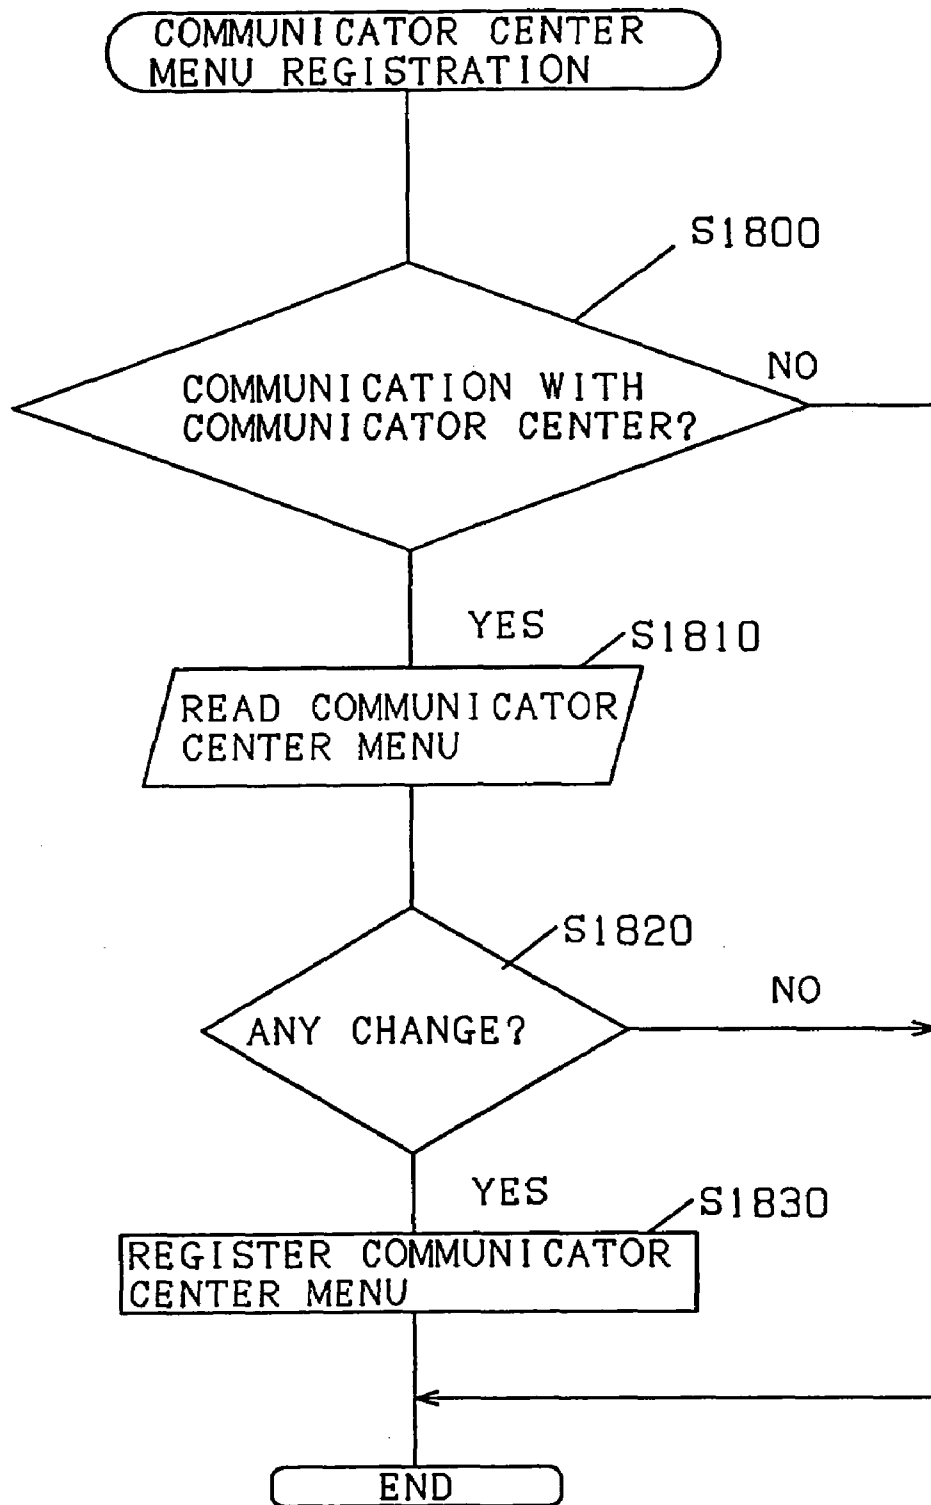 COMMUNICATOR CENTER
MENU REGISTRATION
S1800
NO
COMMUNICATION WITH
COMMUNICATOR CENTER?
YES
S1810
READ COMMUNICATOR
CENTER MENU
S1820
NO
ANY CHANGE?
YES
S1830
REGISTER COMMUNICATOR
CENTER MENU
END